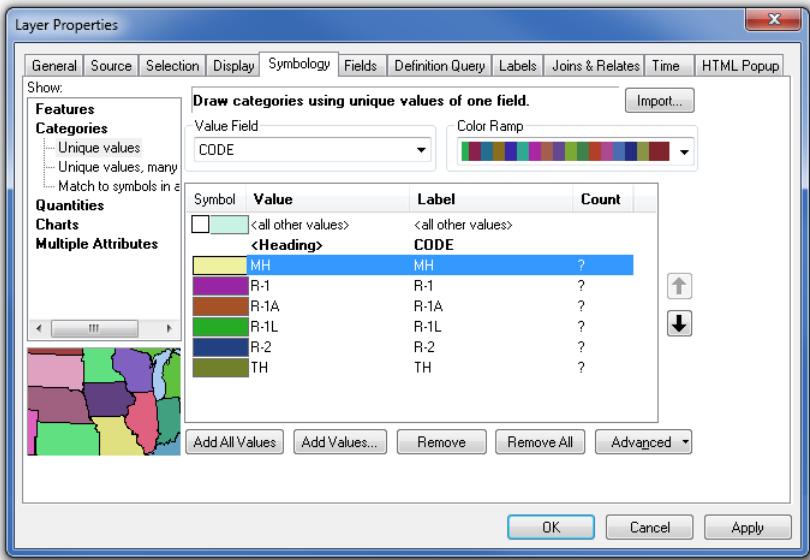 Layer Properties
General Source Selection Display Symbology Fields Definition Query Labels Joins & Relates Time HTML Popup
Show:
Features
Categories
Unique values
Unique values, many
Match to symbols in a
Quantities
Charts
Multiple Attributes
Draw categories using unique values of one field.
Import...
Value Field
CODE
Color Ramp
Symbol Value Label Count
<all other values> <all other values>
<Heading> CODE
MH MH ?
R-1 R-1 ?
R-1A R-1A ?
R-1L R-1L ?
R-2 R-2 ?
TH TH ?
Add All Values Add Values... Remove Remove All Advanced
OK Cancel Apply